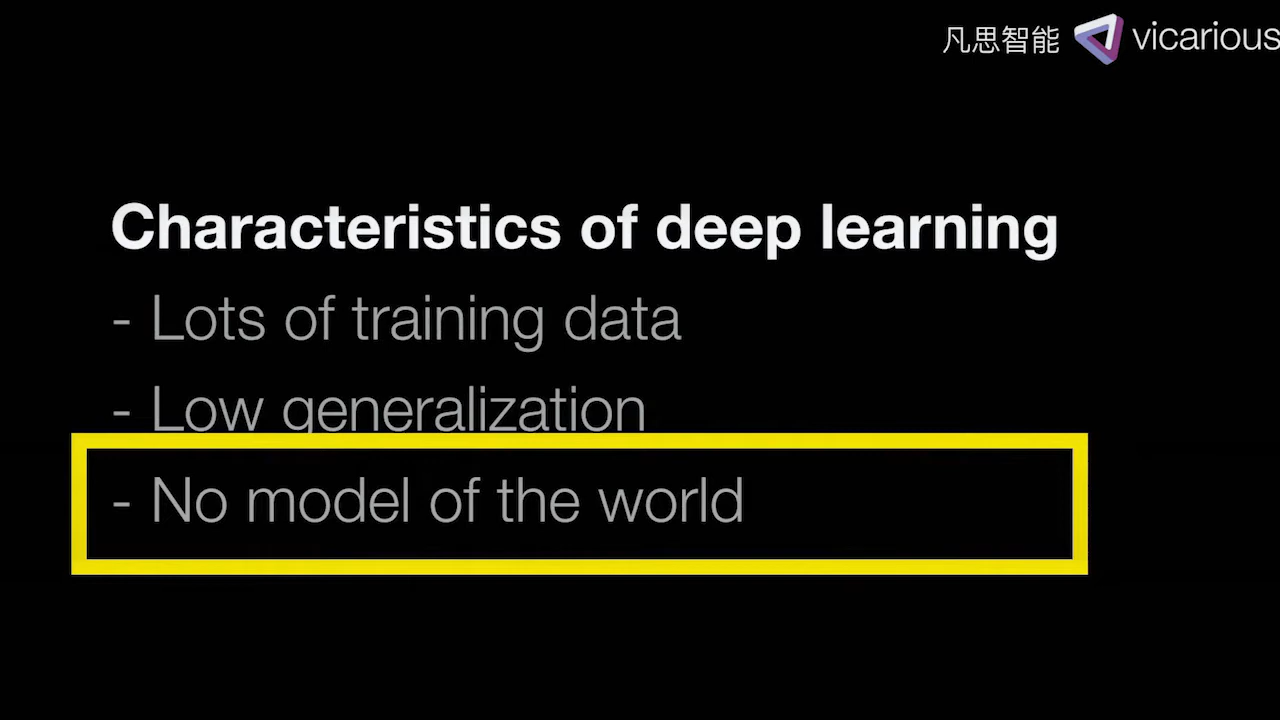 凡思智能 vicarious
Characteristics of deep learning
- Lots of training data
- Low generalization
- No model of the world